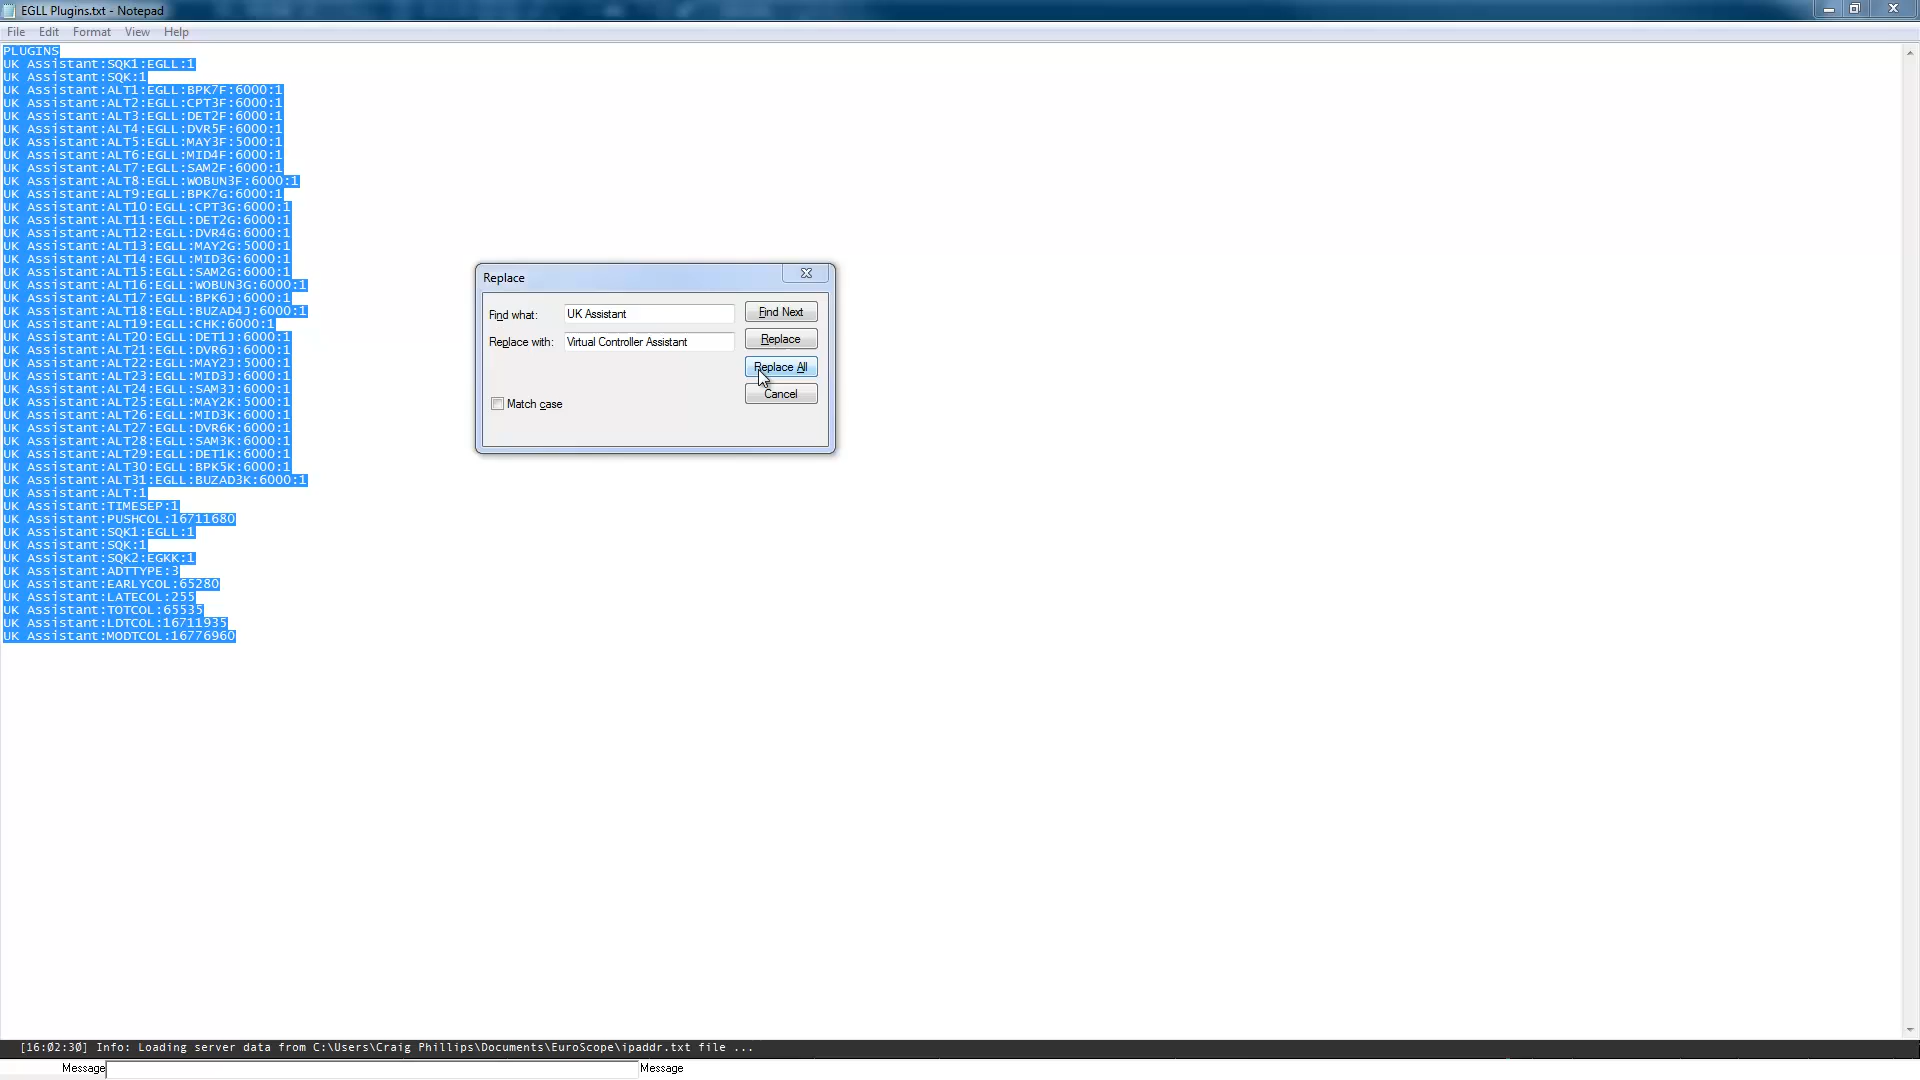 EGLL Plugins.txt - Notepad
File Edit Format View Help
PLUGINS
UK Assistant:SQK1:EGLL:1
UK Assistant:SQK:1
UK Assistant:ALT1:EGLL:BPK7F:6000:1
UK Assistant:ALT2:EGLL:CPT3F:6000:1
UK Assistant:ALT3:EGLL:DET2F:6000:1
UK Assistant:ALT4:EGLL:DVR5F:6000:1
UK Assistant:ALT5:EGLL:MAY3F:5000:1
UK Assistant:ALT6:EGLL:MID4F:6000:1
UK Assistant:ALT7:EGLL:SAM2F:6000:1
UK Assistant:ALT8:EGLL:WOBUN3F:6000:1
UK Assistant:ALT9:EGLL:BPK7G:6000:1
UK Assistant:ALT10:EGLL:CPT3G:6000:1
UK Assistant:ALT11:EGLL:DET2G:6000:1
UK Assistant:ALT12:EGLL:DVR4G:6000:1
UK Assistant:ALT13:EGLL:MAY2G:5000:1
UK Assistant:ALT14:EGLL:MID3G:6000:1
UK Assistant:ALT15:EGLL:SAM2G:6000:1
UK Assistant:ALT16:EGLL:WOBUN3G:6000:1
UK Assistant:ALT17:EGLL:BPK6J:6000:1
UK Assistant:ALT18:EGLL:BUZAD4J:6000:1
UK Assistant:ALT19:EGLL:CHK:6000:1
UK Assistant:ALT20:EGLL:DET1J:6000:1
UK Assistant:ALT21:EGLL:DVR6J:6000:1
UK Assistant:ALT22:EGLL:MAY2J:5000:1
UK Assistant:ALT23:EGLL:MID3J:6000:1
UK Assistant:ALT24:EGLL:SAM3J:6000:1
UK Assistant:ALT25:EGLL:MAY2K:5000:1
UK Assistant:ALT26:EGLL:MID3K:6000:1
UK Assistant:ALT27:EGLL:DVR6K:6000:1
UK Assistant:ALT28:EGLL:SAM3K:6000:1
UK Assistant:ALT29:EGLL:DET1K:6000:1
UK Assistant:ALT30:EGLL:BPK5K:6000:1
UK Assistant:ALT31:EGLL:BUZAD3K:6000:1
UK Assistant:ALT:1
UK Assistant:TIMESEP:1
UK Assistant:PUSHCOL:16711680
UK Assistant:SQK1:EGLL:1
UK Assistant:SQK:1
UK Assistant:SQK2:EGKK:1
UK Assistant:ADTTYPE:3
UK Assistant:EARLYCOL:65280
UK Assistant:LATECOL:255
UK Assistant:TOTCOL:65535
UK Assistant:LDTCOL:16711935
UK Assistant:MODTCOL:16776960
Replace
Find what: UK Assistant Find Next
Replace with: Virtual Controller Assistant Replace
Replace All
Cancel
Match case
[16:02:30] Info: Loading server data from C:\Users\Craig Phillips\Documents\EuroScope\ipaddr.txt file ...
Message Message